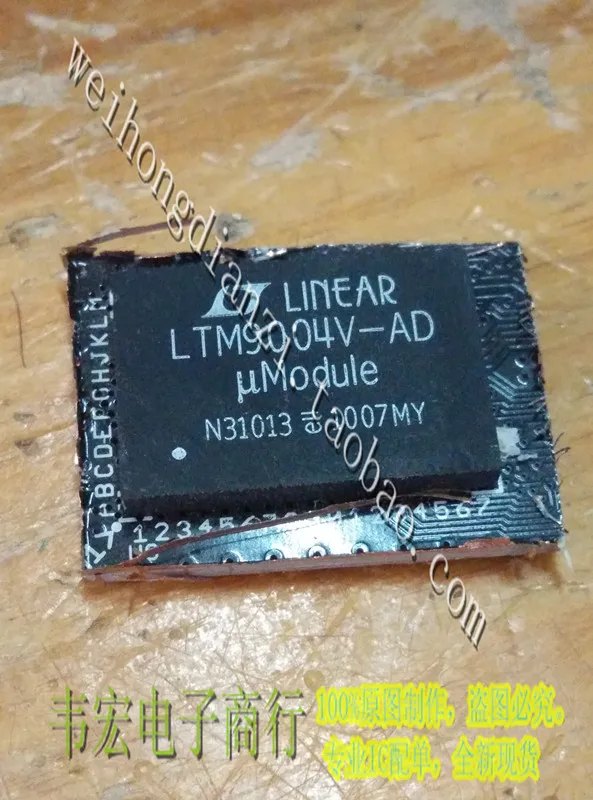 weihongdianzi.taobao.com
LINEAR
LTM9004V-AD
µModule
N31013 e1 0007MY
ABCDEFGHJKLM
韦宏电子商行
100%原图制作，盗图必究，
专业IC配单，全新现货